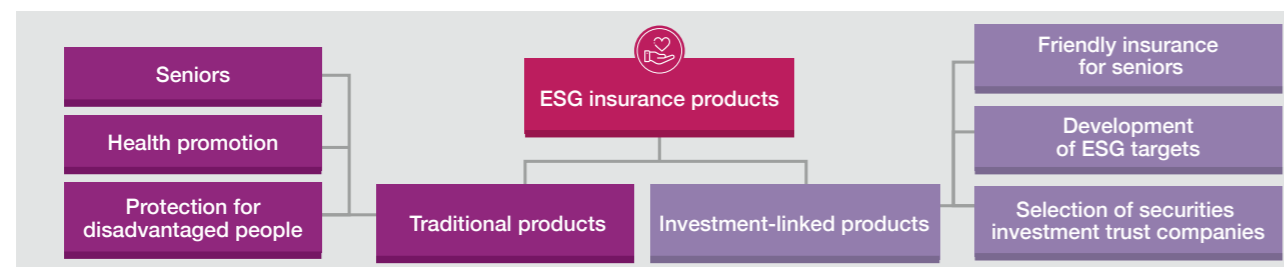 ESG insurance products
Traditional products
Seniors
Health promotion
Protection for
disadvantaged people
Investment-linked products
Friendly insurance
for seniors
Development
of ESG targets
Selection of securities
investment trust companies